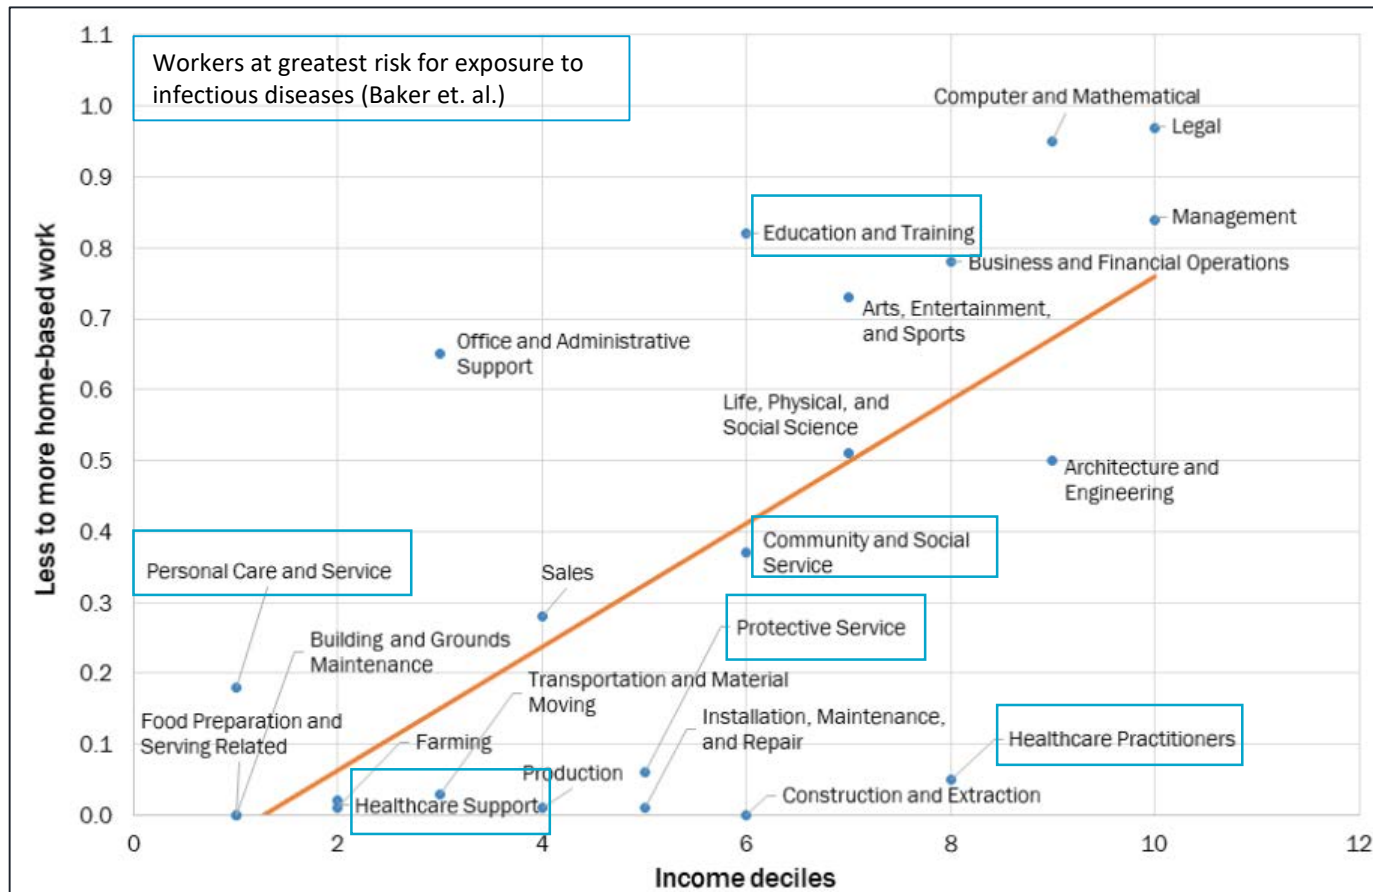 1.1
Workers at greatest risk for exposure to
infectious diseases (Baker et. al.)
1.0
Computer and Mathematical
Legal
0.9
Management
0.8
Education and Training
Business and Financial Operations
0.7
Arts, Entertainment,
and Sports
Office and Administrative
Support
0.6
Life, Physical, and
Social Science
0.5
Architecture and
Engineering
0.4
Community and Social
Service
Personal Care and Service
Sales
0.3
Protective Service
Building and Grounds
Maintenance
0.2
Transportation and Material
Moving
Food Preparation and
Serving Related
Installation, Maintenance,
and Repair
0.1
Farming
Healthcare Practitioners
Production
Healthcare Support
Construction and Extraction
0.0
0 2 4 6 8 10 12
Less to more home-based work
Income deciles